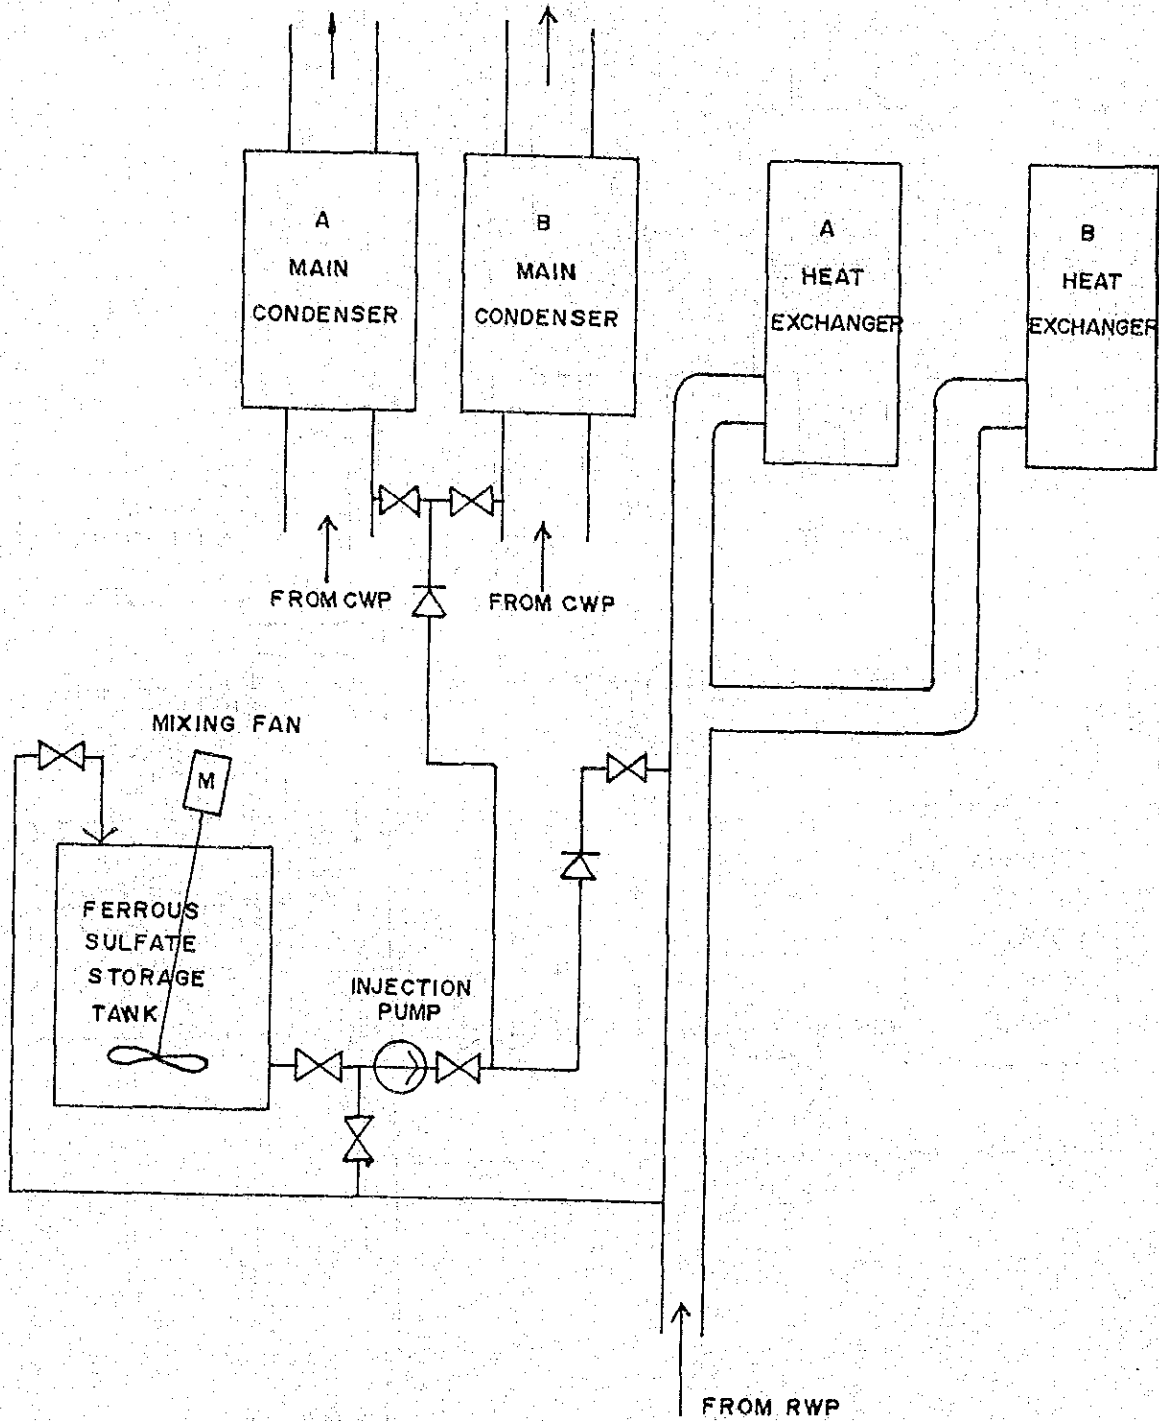 A
MAIN
CONDENSER
B
MAIN
CONDENSER
A
HEAT
EXCHANGER
B
HEAT
EXCHANGER
FROM CWP
FROM CWP
MIXING FAN
M
FERROUS
SULFATE
STORAGE
TANK
INJECTION
PUMP
FROM RWP